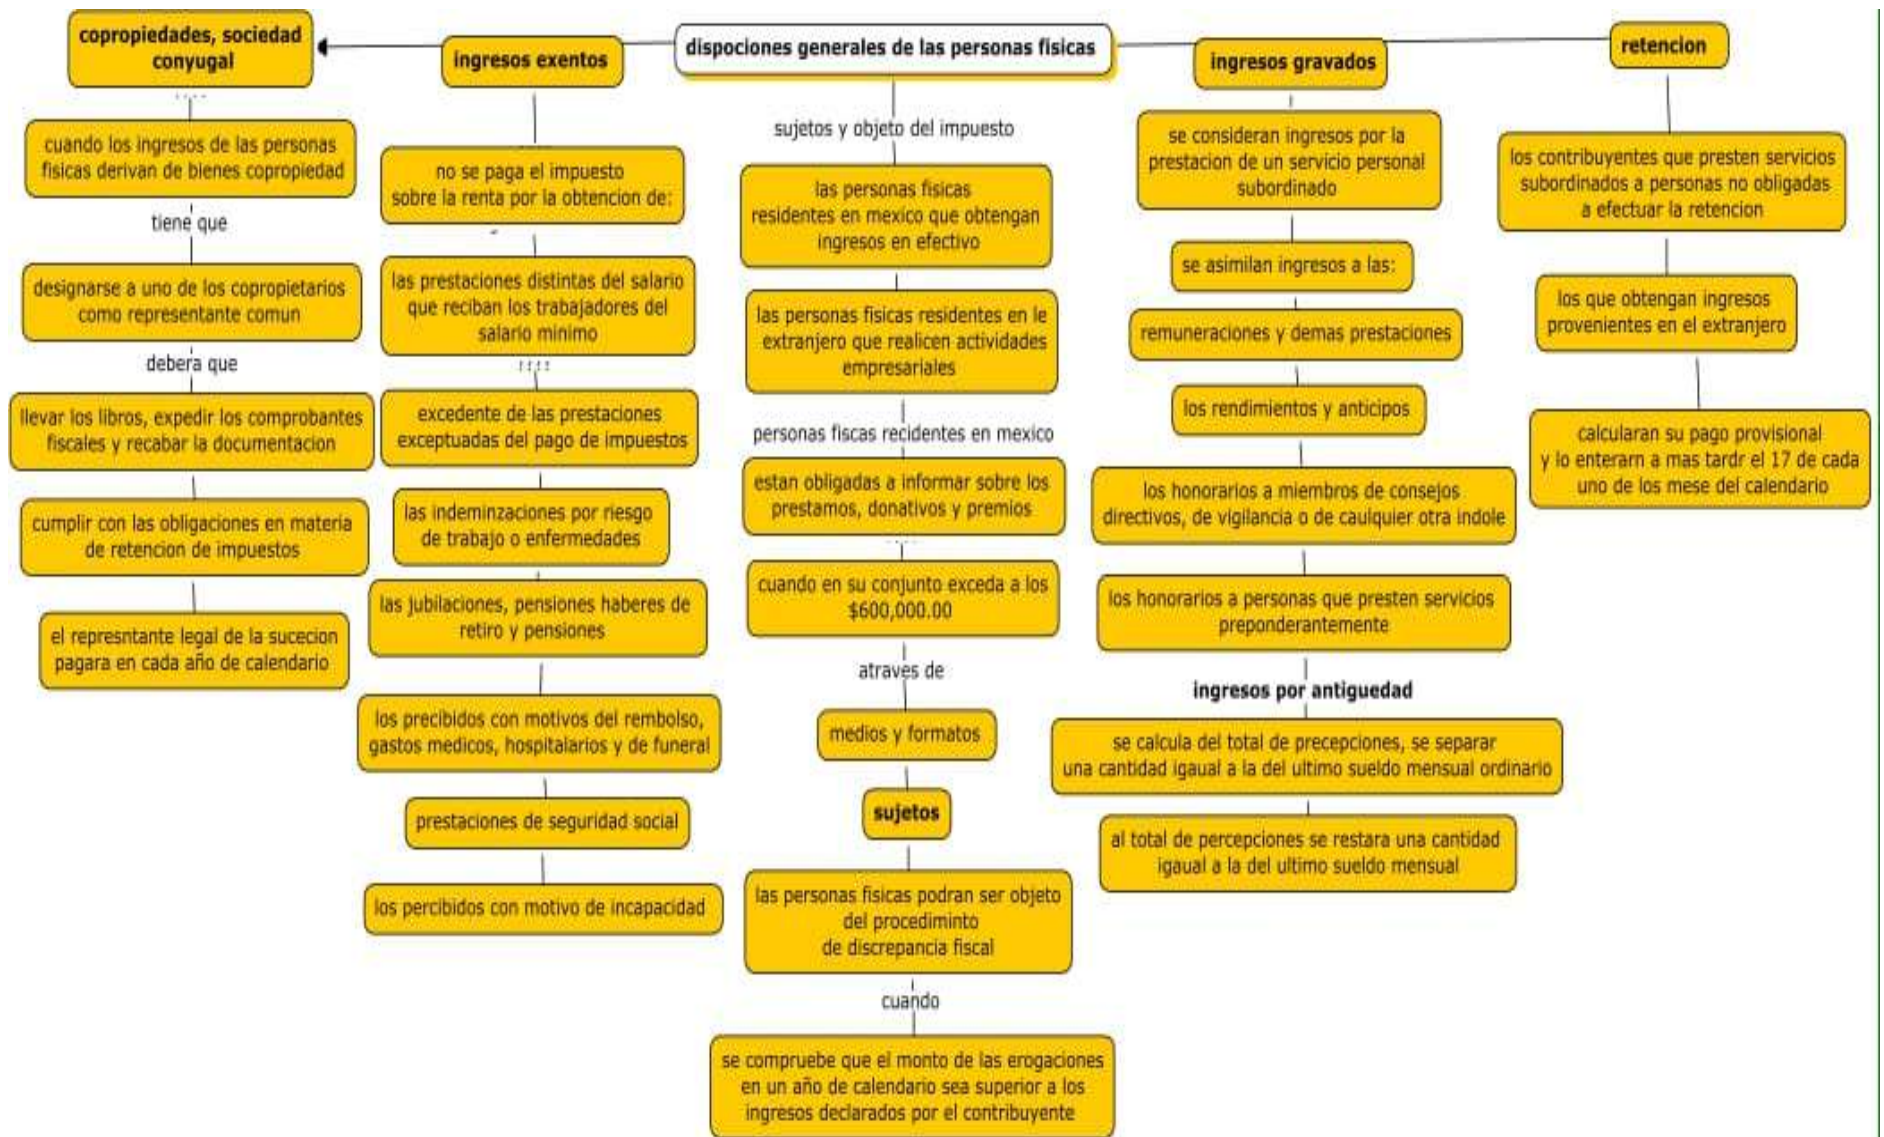 dispociones generales de las personas físicas
copropiedades, sociedad
conyugal
cuando los ingresos de las personas
fisicas derivan de bienes copropiedad
tiene que
designarse a uno de los copropietarios
como representante comun
debera que
llevar los libros, expedir los comprobantes
fiscales y recabar la documentacion
cumplir con las obligaciones en materia
de retencion de impuestos
el represntante legal de la sucecion
pagara en cada año de calendario
ingresos exentos
no se paga el impuesto
sobre la renta por la obtencion de:
las prestaciones distintas del salario
que reciban los trabajadores del
salario minimo
excedente de las prestaciones
exceptuadas del pago de impuestos
las indeminzaciones por riesgo
de trabajo o enfermedades
las jubilaciones, pensiones haberes de
retiro y pensiones
los precibidos con motivos del rembolso,
gastos medicos, hospitalarios y de funeral
prestaciones de seguridad social
los percibidos con motivo de incapacidad
sujetos y objeto del impuesto
las personas fisicas
residentes en mexico que obtengan
ingresos en efectivo
las personas fisicas residentes en le
extranjero que realicen actividades
empresariales
personas fiscas recidentes en mexico
estan obligadas a informar sobre los
prestamos, donativos y premios
cuando en su conjunto exceda a los
$600,000.00
atraves de
medios y formatos
sujetos
las personas fisicas podran ser objeto
del procediminto
de discrepancia fiscal
cuando
se compruebe que el monto de las erogaciones
en un año de calendario sea superior a los
ingresos declarados por el contribuyente
ingresos gravados
se consideran ingresos por la
prestacion de un servicio personal
subordinado
se asimilan ingresos a las:
remuneraciones y demas prestaciones
los rendimientos y anticipos
los honorarios a miembros de consejos
directivos, de vigilancia o de caulquier otra indole
los honorarios a personas que presten servicios
preponderantemente
ingresos por antiguedad
se calcula del total de precepciones, se separar
una cantidad igaual a la del ultimo sueldo mensual ordinario
al total de percepciones se restara una cantidad
igaual a la del ultimo sueldo mensual
retencion
los contribuyentes que presten servicios
subordinados a personas no obligadas
a efectuar la retencion
los que obtengan ingresos
provenientes en el extranjero
calcularan su pago provisional
y lo enterarn a mas tardr el 17 de cada
uno de los mese del calendario